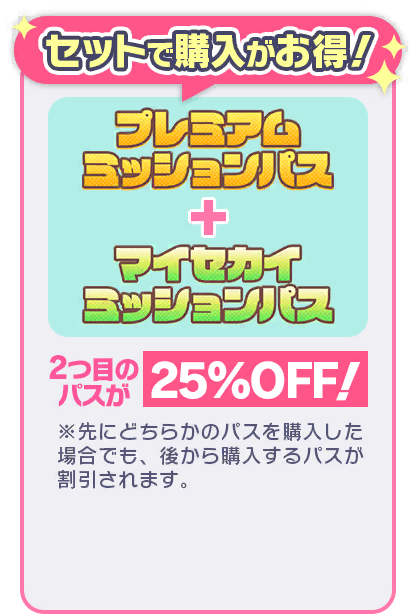 セットで購入がお得!
プレミアム
ミッションパス
+
マイセカイ
ミッションパス
2つ目の
パスが
25%OFF!
※先にどちらかのパスを購入した
場合でも、後から購入するパスが
割引されます。